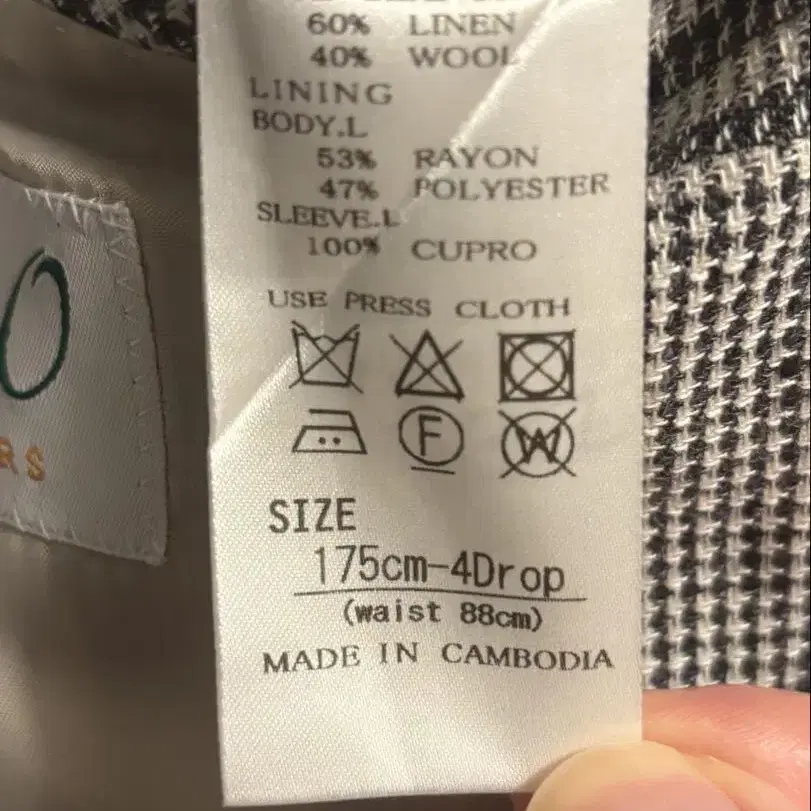 60% LINEN
40% WOOL
LINING
BODY.L
53% RAYON
47% POLYESTER
SLEEVE.L
100% CUPRO
USE PRESS CLOTH
F
W
SIZE
175cm-4Drop
(waist 88cm)
MADE IN CAMBODIA
O
RS